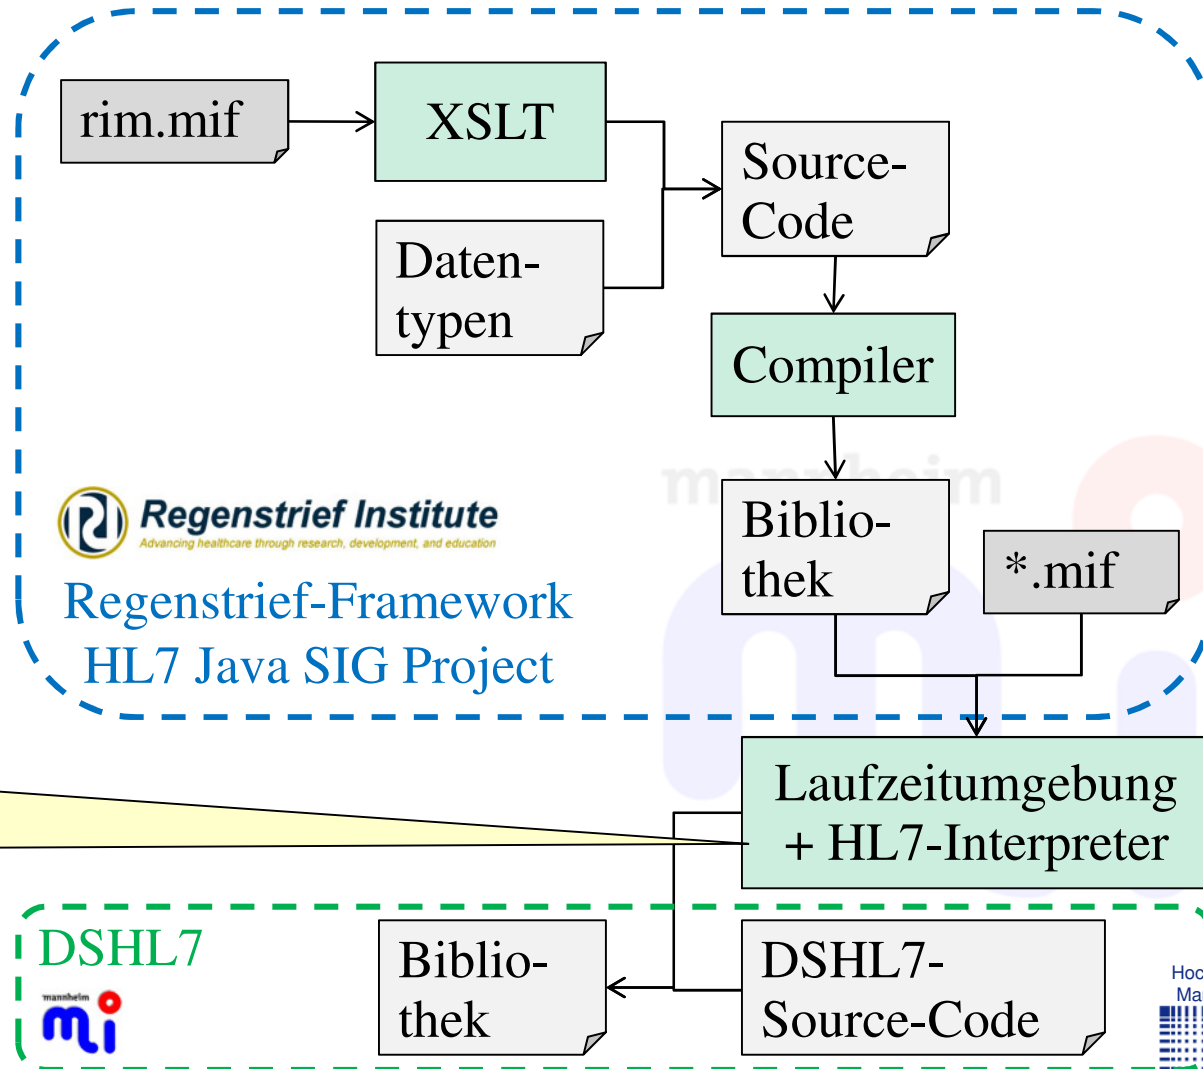 rim.mif
XSLT
Source-
Code
Daten-
typen
Compiler
mannheim
Regenstrief Institute
Advancing healthcare through research, development, and education
Biblio-
thek
*.mif
Regenstrief-Framework
HL7 Java SIG Project
Laufzeitumgebung
+ HL7-Interpreter
DSHL7
mannheim
mi
Biblio-
thek
DSHL7-
Source-Code